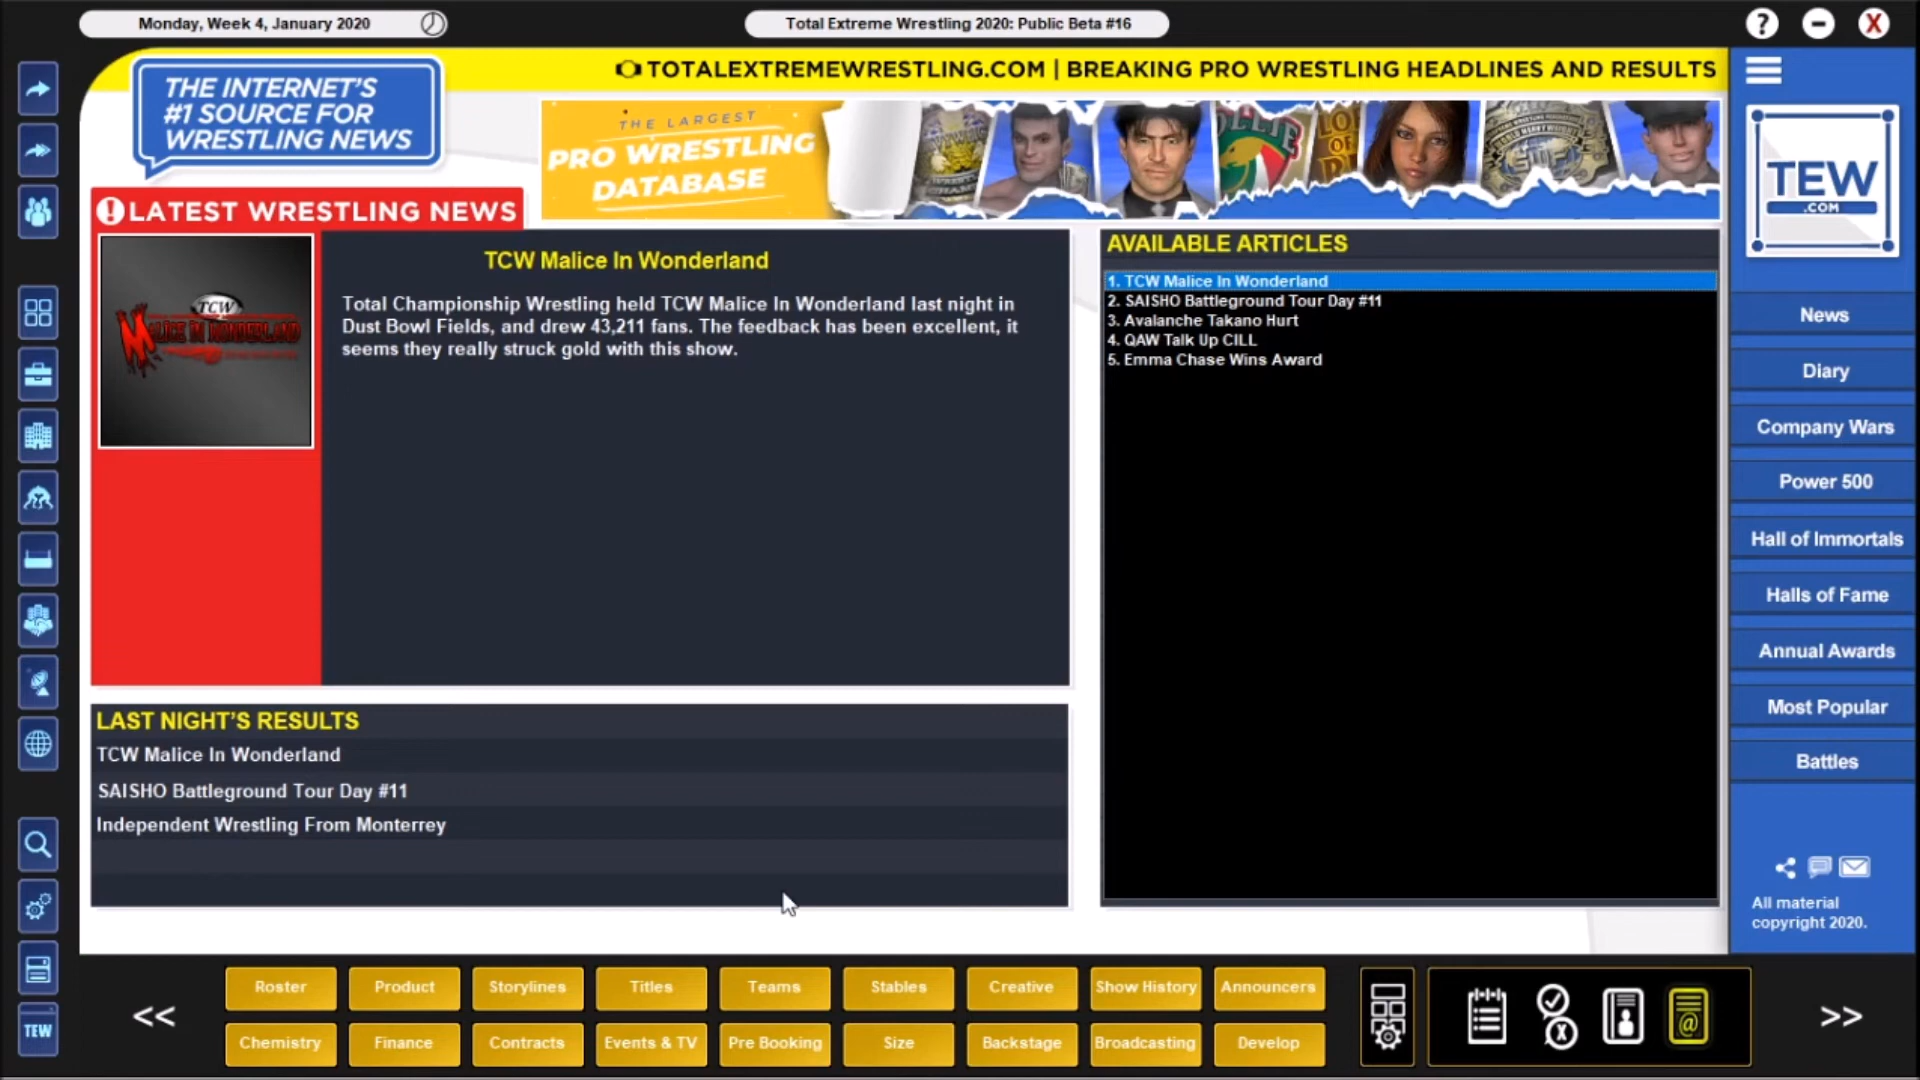 Monday, Week 4, January 2020
Total Extreme Wrestling 2020: Public Beta #16
?
X
THE INTERNET'S
#1 SOURCE FOR
WRESTLING NEWS
TOTALEXTREMEWRESTLING.COM | BREAKING PRO WRESTLING HEADLINES AND RESULTS
THE LARGEST
PRO WRESTLING
DATABASE
TEW
.COM
LATEST WRESTLING NEWS
TCW
MALICE IN WONDERLAND
TCW Malice In Wonderland
Total Championship Wrestling held TCW Malice In Wonderland last night in
Dust Bowl Fields, and drew 43,211 fans. The feedback has been excellent, it
seems they really struck gold with this show.
AVAILABLE ARTICLES
1. TCW Malice In Wonderland
2. SAISHO Battleground Tour Day #11
3. Avalanche Takano Hurt
4. QAW Talk Up CILL
5. Emma Chase Wins Award
News
Diary
Company Wars
Power 500
Hall of Immortals
Halls of Fame
Annual Awards
Most Popular
Battles
All material
copyright 2020.
LAST NIGHT'S RESULTS
TCW Malice In Wonderland
SAISHO Battleground Tour Day #11
Independent Wrestling From Monterrey
TEW
<<
Roster
Product
Storylines
Titles
Teams
Stables
Creative
Show History
Announcers
Chemistry
Finance
Contracts
Events & TV
Pre Booking
Size
Backstage
Broadcasting
Develop
>>